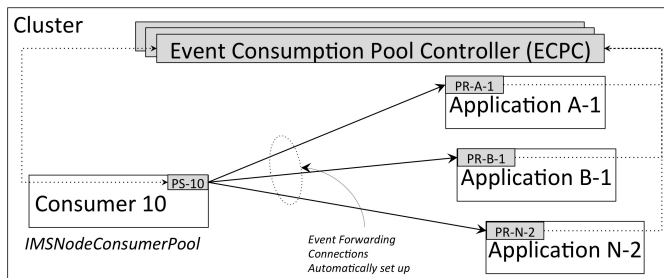 Cluster
Event Consumption Pool Controller (ECPC)
PR-A-1
Application A-1
PR-B-1
Application B-1
PS-10
Consumer 10
IMSNodeConsumerPool
PR-N-2
Application N-2
Event Forwarding
Connections
Automatically set up